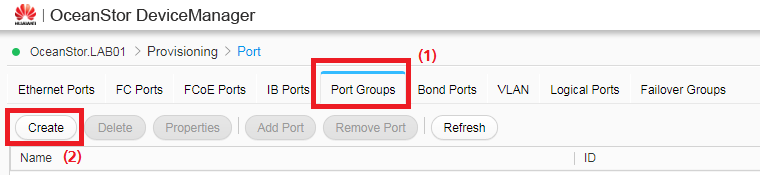 HUAWEI OceanStor DeviceManager
OceanStor.LAB01 > Provisioning > Port
(1)
Ethernet Ports FC Ports FCoE Ports IB Ports Port Groups Bond Ports VLAN Logical Ports Failover Groups
Create Delete Properties Add Port Remove Port Refresh
(2)
Name ID